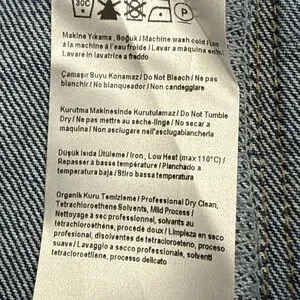 30C P
Makine Yıkama, Soğuk / Machine wash cold / Lave
à la machine à l'eau froide / Lavar a máquina en
Lavare in lavatrice a freddo
Çamaşır Suyu Konamaz / Do Not Bleach / Ne pas
blanchir / No blanqueador / Non candeggiare
Kurutma Makinesinde Kurutulamaz / Do Not Tumble
Dry / Ne pas mettre au seche-linge / No secar a
máquina / Non asciugare nell'asciugabiancheria
Düşük Isıda Ütüleme / Iron, Low Heat (max 110°C) /
Repasser à basse température / Planchado a
temperatura baja / Stiro bassa temperatura
Organik Kuru Temizleme / Professional Dry Clean,
Tetrachloroethene Solvents, Mild Process /
Nettoyage à sec professionnel, solvants au
tétrachloroéthène, procédé doux / Limpieza en seco
profesional, disolventes de tetracloroeteno, proceso
suave / Lavaggio a secco professionale, solventi
tetracloroetene, processo delicato